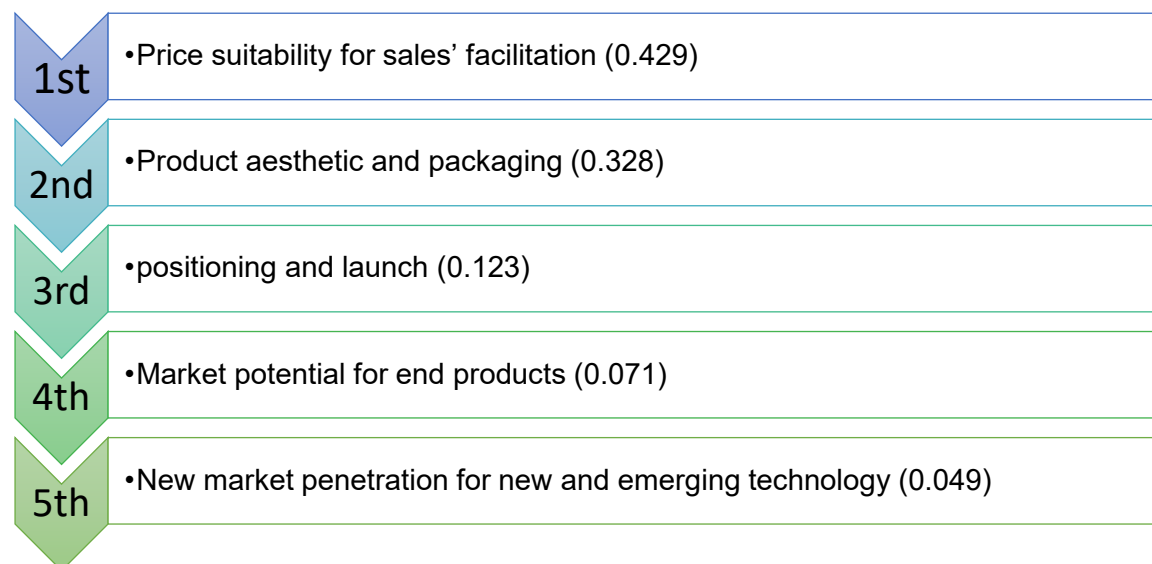 1st
•Price suitability for sales’ facilitation (0.429)
2nd
•Product aesthetic and packaging (0.328)
3rd
•positioning and launch (0.123)
4th
•Market potential for end products (0.071)
5th
•New market penetration for new and emerging technology (0.049)